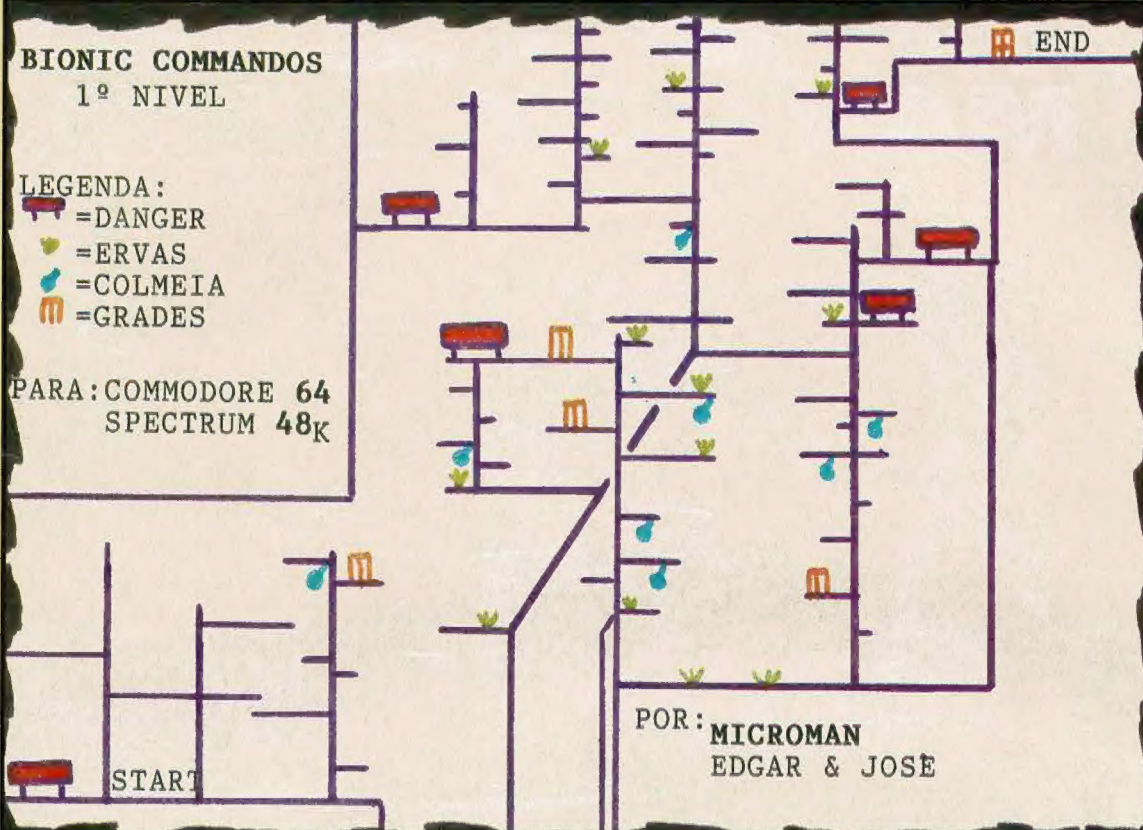 BIONIC COMMANDOS
1º NIVEL
END
LEGENDA:
=DANGER
=ERVAS
=COLMEIA
=GRADES
PARA: COMMODORE 64
SPECTRUM 48K
START
POR: MICROMAN
EDGAR & JOSÈ